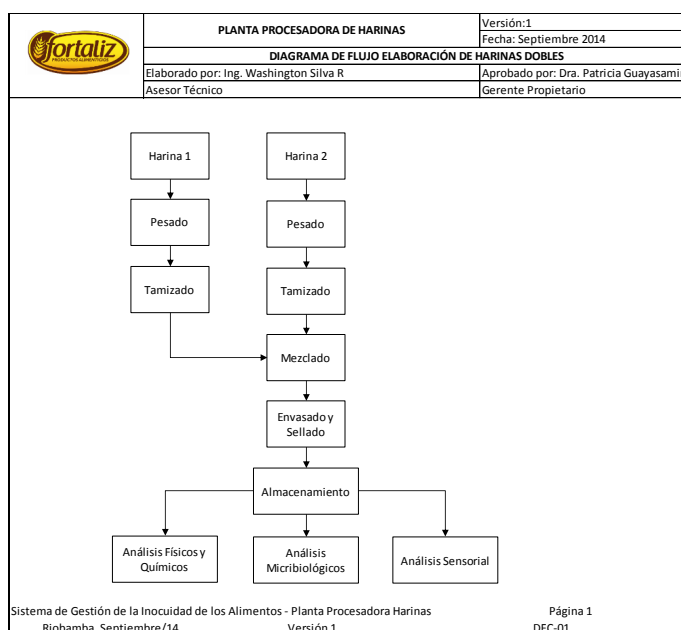 fortaliz
PRODUCTOS ALIMENTICIOS
PLANTA PROCESADORA DE HARINAS
Versión:1
Fecha: Septiembre 2014
DIAGRAMA DE FLUJO ELABORACIÓN DE HARINAS DOBLES
Elaborado por: Ing. Washington Silva R
Aprobado por: Dra. Patricia Guayasami
Asesor Técnico
Gerente Propietario
Harina 1
Harina 2
Pesado
Pesado
Tamizado
Tamizado
Mezclado
Envasado y
Sellado
Almacenamiento
Análisis Físicos y
Químicos
Análisis
Micribiológicos
Análisis Sensorial
Sistema de Gestión de la Inocuidad de los Alimentos - Planta Procesadora Harinas
Página 1
Riobamba, Septiembre/14
Versión 1
DFC-01